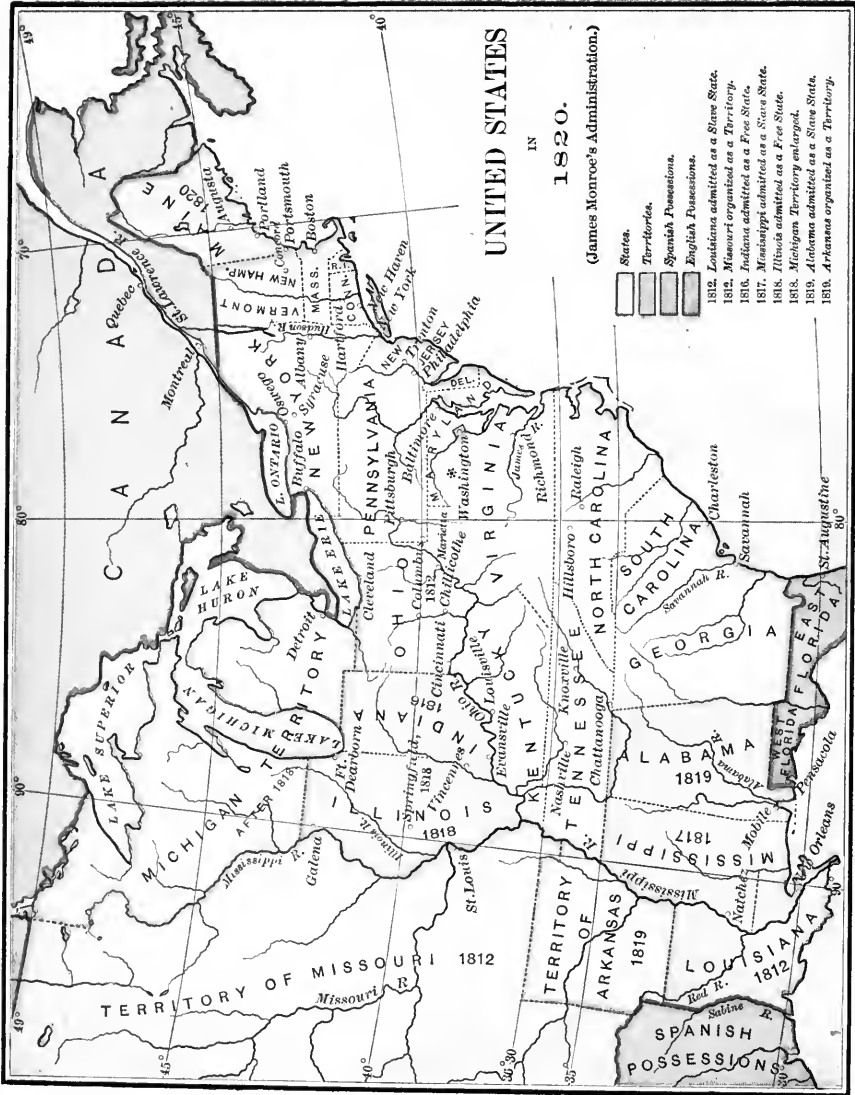 UNITED STATES
IN
1820.
(James Monroe's Administration.)
States.
Territories.
Spanish Possessions.
English Possessions.
1812. Louisiana admitted as a Slave State.
1812. Missouri organized as a Territory.
1816. Indiana admitted as a Free State.
1817. Mississippi admitted as a Slave State.
1818. Illinois admitted as a Free State.
1818. Michigan Territory enlarged.
1819. Alabama admitted as a Slave State.
1819. Arkansas organized as a Territory.
49°
45°
40°
70°
80°
90°
49°
45°
40°
36°30
35°
30°
90°
80°
CANADA
Quebec
St. Lawrence R.
Montreal
MAINE
1820
Augusta
Portland
Concord
Portsmouth
Boston
NEW HAMP.
VERMONT
MASS.
CONN.
R.
Hartford
New Haven
New York
Hudson R.
Albany
Syracuse
Oswego
Buffalo
NEW YORK
L. ONTARIO
LAKE ERIE
LAKE HURON
LAKE SUPERIOR
LAKE MICHIGAN
MICHIGAN TERRITORY
AFTER 1818
Detroit
PENNSYLVANIA
Pittsburgh
NEW JERSEY
Trenton
Philadelphia
DEL.
MARYLAND
Baltimore
Washington
VIRGINIA
James R.
Richmond
OHIO
Cleveland
Columbus
1812
Marietta
Chillicothe
Cincinnati
INDIANA
1816
Vincennes
Evansville
Ohio R.
Louisville
KENTUCKY
ILLINOIS
1818
Ft. Dearborn
Springfield,
1818
Illinois R.
Galena
Mississippi R.
St. Louis
TERRITORY OF MISSOURI 1812
Missouri R.
TENNESSEE
Nashville
Knoxville
Chattanooga
NORTH CAROLINA
Hillsboro
Raleigh
SOUTH CAROLINA
Charleston
Savannah
Savannah R.
GEORGIA
ALABAMA
1819
Alabama R.
MISSISSIPPI
1817
Mississippi R.
Natchez
Mobile
Pensacola
New Orleans
WEST FLORIDA
EAST FLORIDA
St. Augustine
TERRITORY OF ARKANSAS
1819
LOUISIANA
1812
Red R.
Sabine R.
SPANISH POSSESSIONS